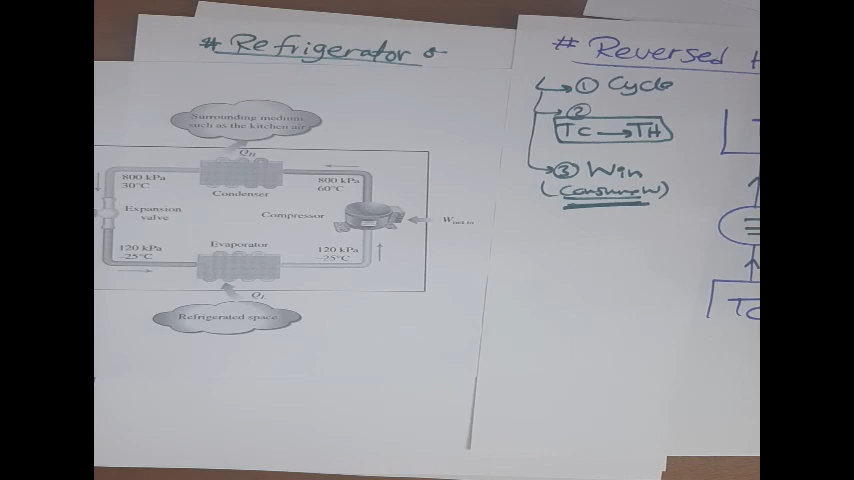 # Refrigerator
Surrounding medium
such as the kitchen air
QH
800 kPa
30°C
Condenser
800 kPa
60°C
Expansion
valve
Compressor
Wnet,in
120 kPa
–25°C
Evaporator
120 kPa
–25°C
QL
Refrigerated space
# Reversed
① Cycle
②
TC → TH
③ Win
(Consume W)
TC